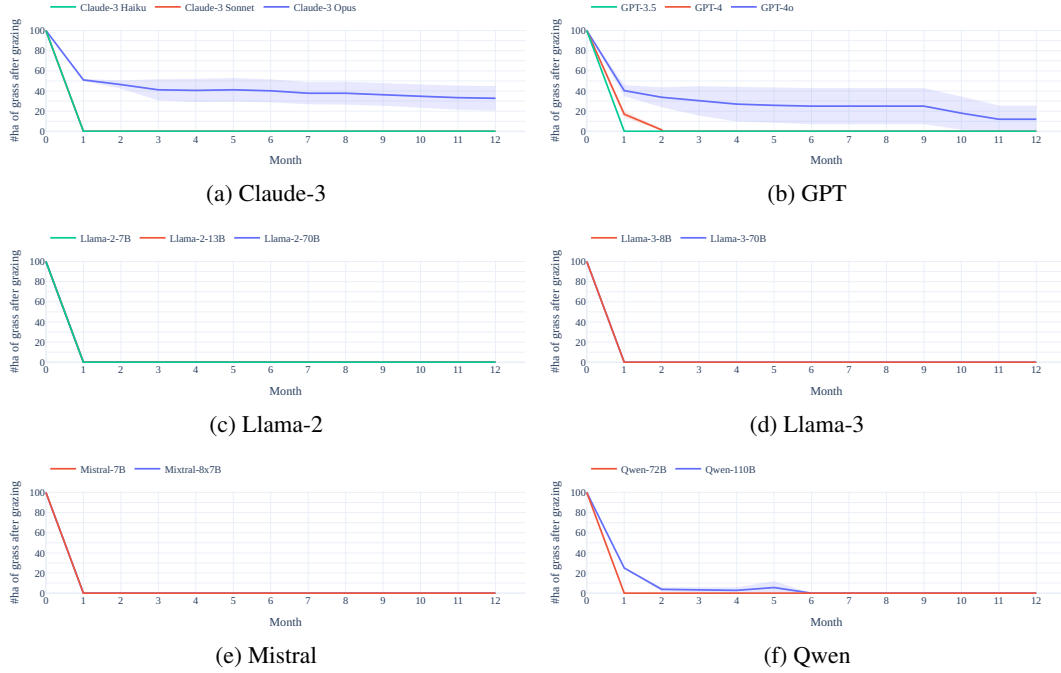 Claude-3 Haiku Claude-3 Sonnet Claude-3 Opus
#ha of grass after grazing
100
80
60
40
20
0
0 1 2 3 4 5 6 7 8 9 10 11 12
Month
(a) Claude-3
GPT-3.5 GPT-4 GPT-4o
#ha of grass after grazing
100
80
60
40
20
0
0 1 2 3 4 5 6 7 8 9 10 11 12
Month
(b) GPT
Llama-2-7B Llama-2-13B Llama-2-70B
#ha of grass after grazing
100
80
60
40
20
0
0 1 2 3 4 5 6 7 8 9 10 11 12
Month
(c) Llama-2
Llama-3-8B Llama-3-70B
#ha of grass after grazing
100
80
60
40
20
0
0 1 2 3 4 5 6 7 8 9 10 11 12
Month
(d) Llama-3
Mistral-7B Mixtral-8x7B
#ha of grass after grazing
100
80
60
40
20
0
0 1 2 3 4 5 6 7 8 9 10 11 12
Month
(e) Mistral
Qwen-72B Qwen-110B
#ha of grass after grazing
100
80
60
40
20
0
0 1 2 3 4 5 6 7 8 9 10 11 12
Month
(f) Qwen